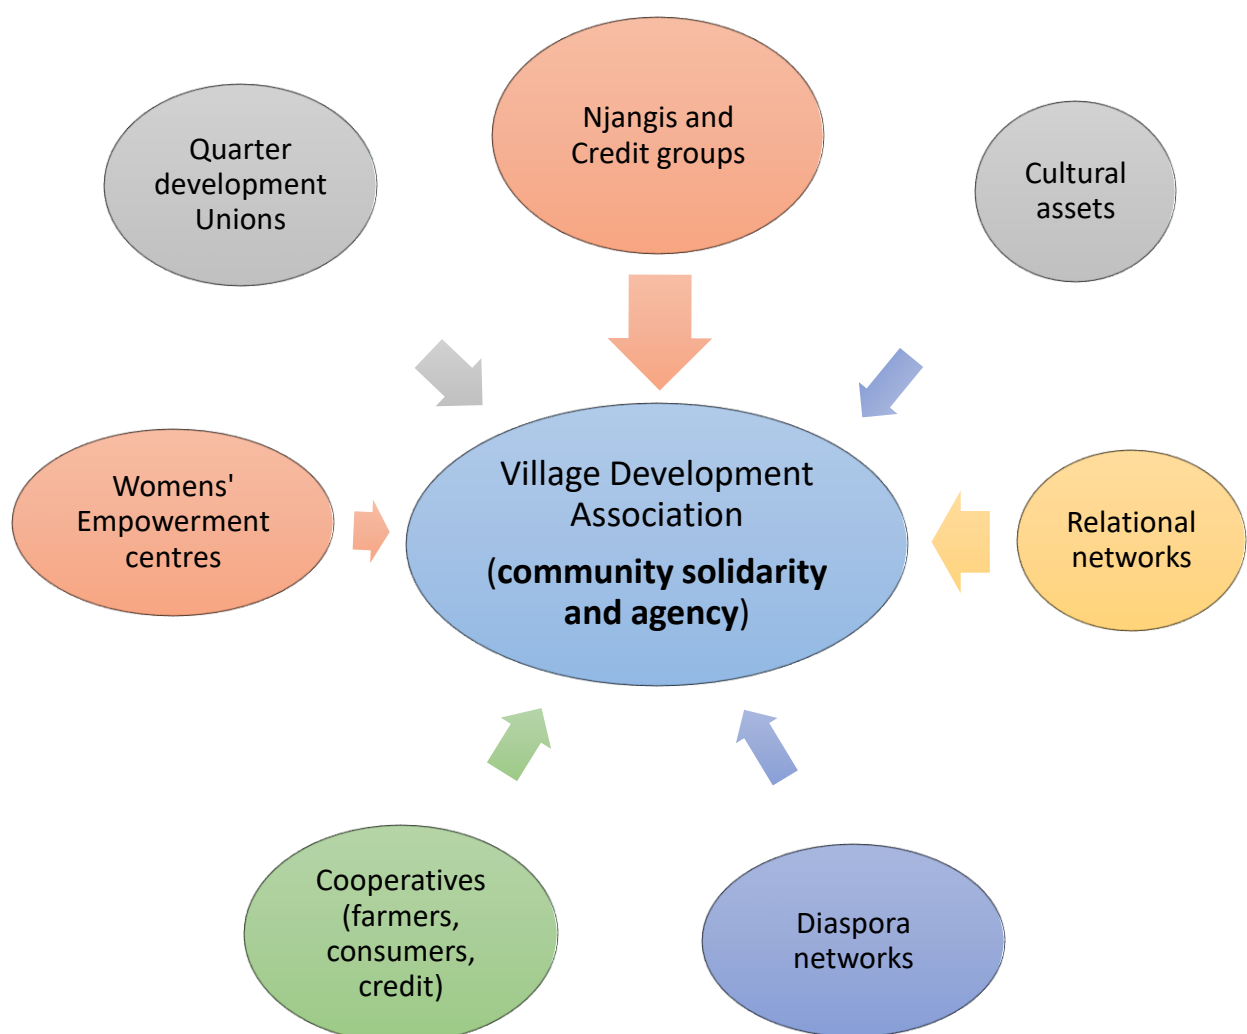 Njangis and
Credit groups
Quarter
development
Unions
Cultural
assets
Village Development
Association
(community solidarity
and agency)
Womens'
Empowerment
centres
Relational
networks
Cooperatives
(farmers,
consumers,
credit)
Diaspora
networks